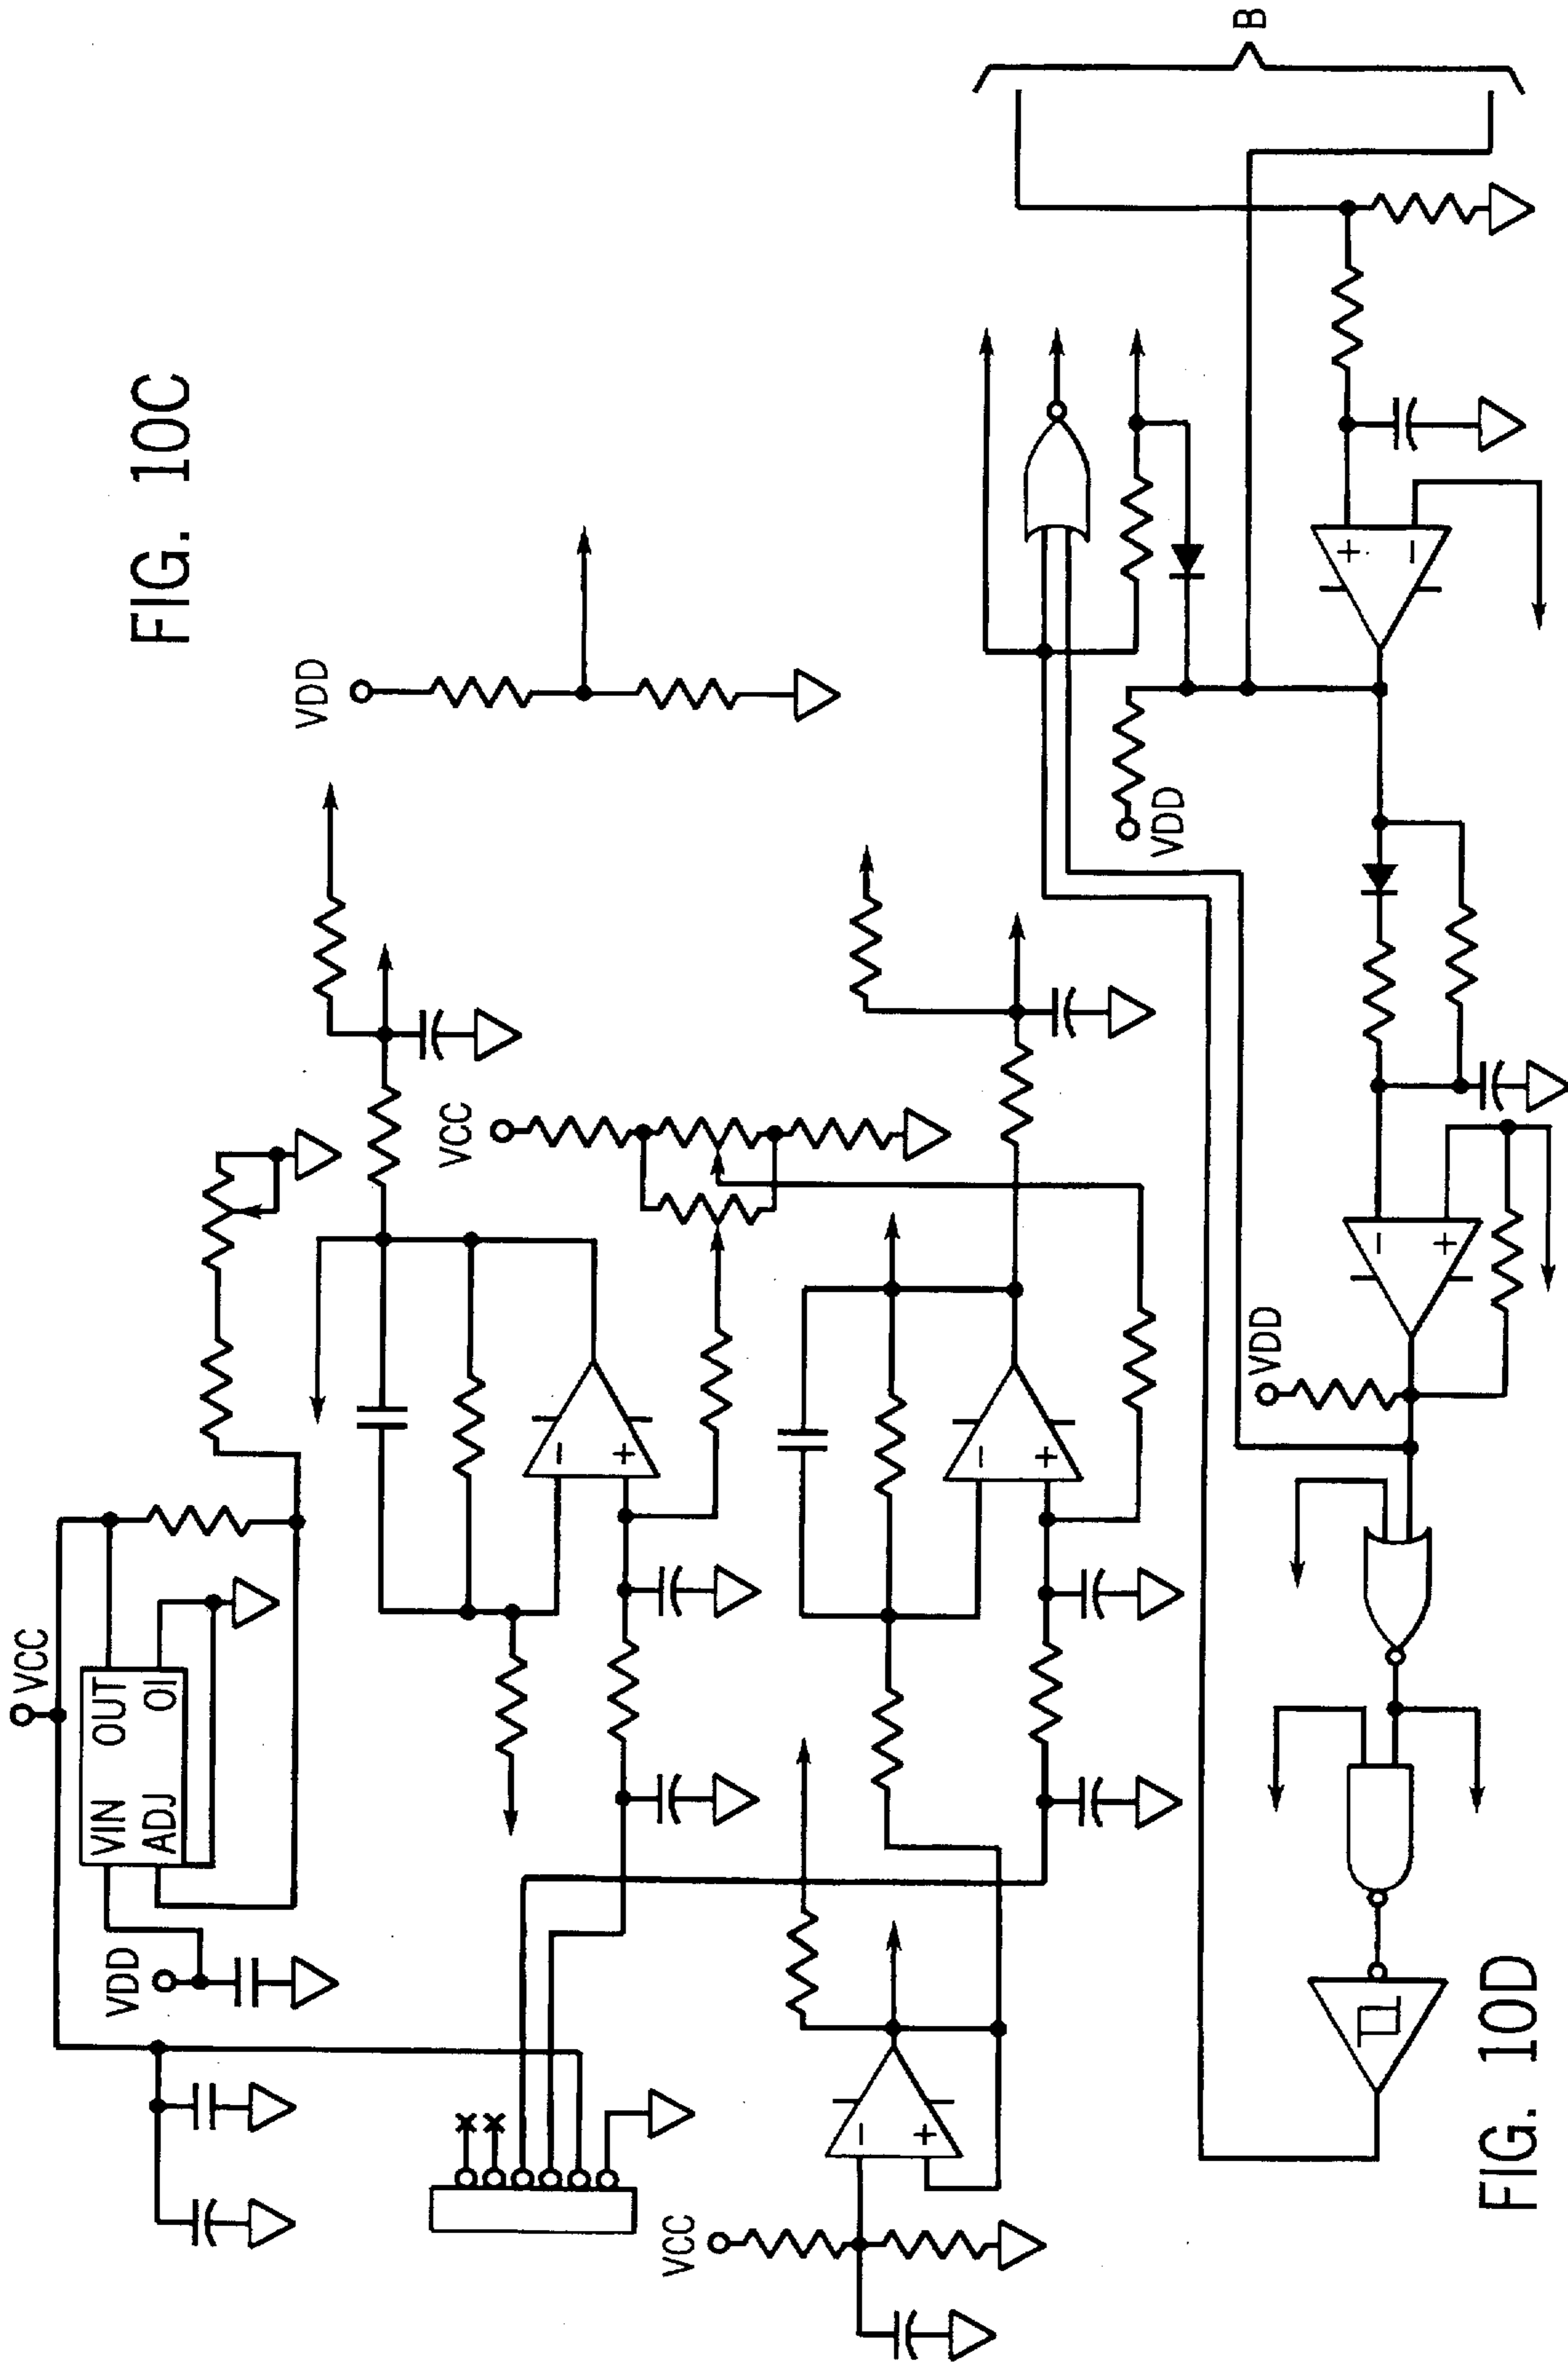 FIG. 10C
VCC
VIN OUT
ADJ OI
VDD
VDD
VCC
− +
− +
VCC
− +
FIG. 10D
B
VDD
+ −
VDD
− +